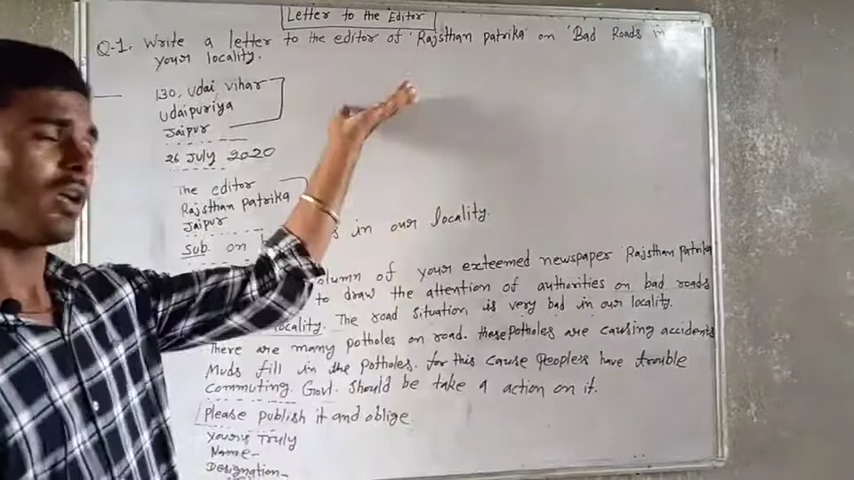 Letter to the Editor
Q-1. Write a letter to the editor of 'Rajsthan patrika' on 'Bad Roads in
your locality.
130, Udai vihar
Udaipuriya
Jaipur
26 July 2020
The editor
Rajsthan patrika
Jaipur
Sub. on in our locality.
column of your exteemed newspaper Rajsthan Patrika
to draw the attention of authorities on bad roads
locality. The road situation is very bad in our locality.
There are many potholes on road. these Potholes are causing accidents
Muds fill in the Potholes. for this cause Peoples have trouble
Commuting. Govt. should be take a action on it.
Please publish it and oblige.
yours Truly
Name-
Designation-